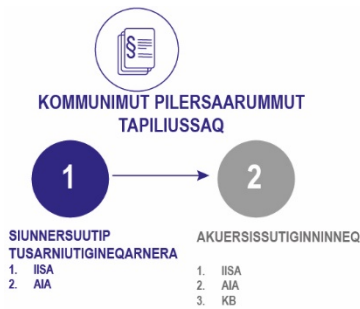 §
KOMMUNIMUT PILERSAARUMMUT
TAPILIUSSAQ
1
2
SIUNNERSUUTIP
TUSARNIUTIGINEQARNERA
1. IISA
2. AIA
AKUERSISSUTIGINNINNEQ
1. IISA
2. AIA
3. KB